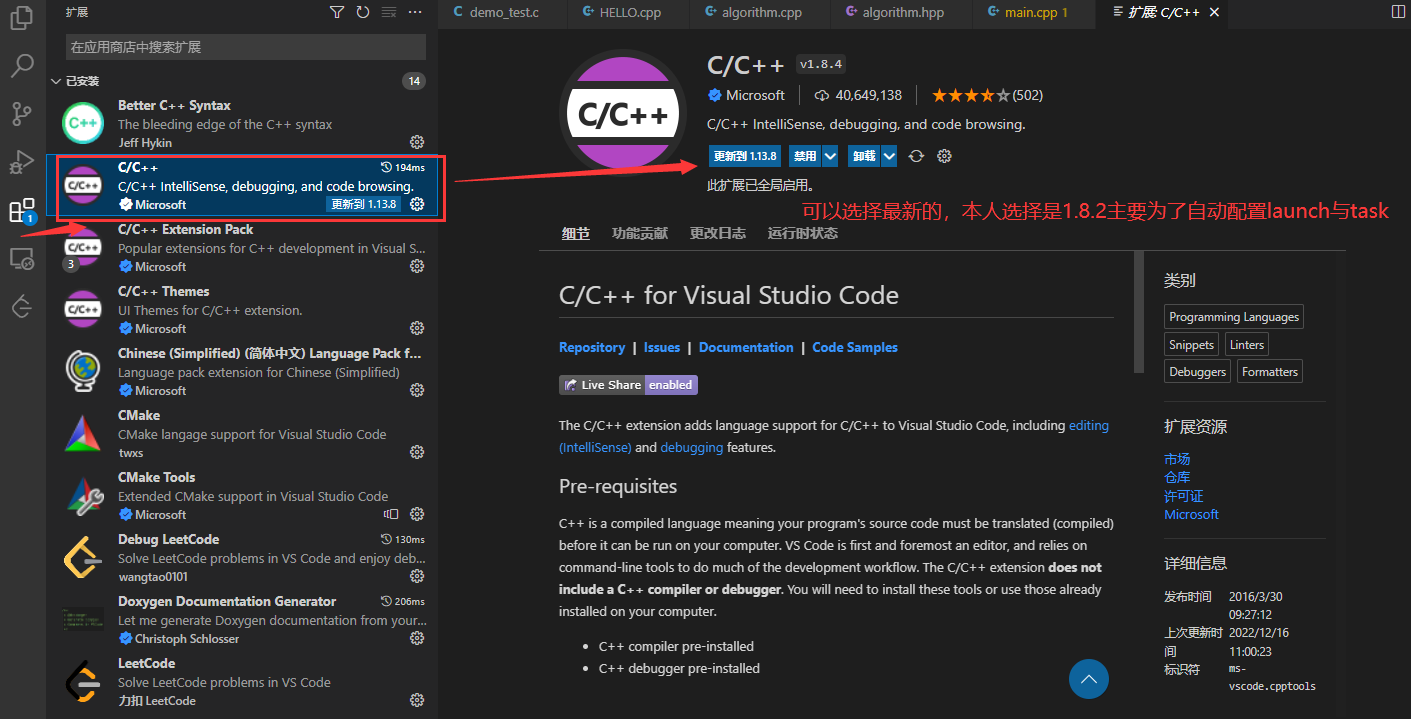 扩展
在应用商店中搜索扩展
已安装
14
Better C++ Syntax
The bleeding edge of the C++ syntax
Jeff Hykin
C++
C/C++
194ms
C/C++ IntelliSense, debugging, and code browsing.
Microsoft
更新到 1.13.8
C/C++
1
C/C++ Extension Pack
Popular extensions for C++ development in Visual S...
Microsoft
C/C++
3
C/C++ Themes
UI Themes for C/C++ extension.
Microsoft
C/C++
Chinese (Simplified) (简体中文) Language Pack f...
Language pack extension for Chinese (Simplified)
Microsoft
CMake
CMake langage support for Visual Studio Code
twxs
CMake Tools
Extended CMake support in Visual Studio Code
Microsoft
Debug LeetCode
130ms
Solve LeetCode problems in VS Code and enjoy deb...
wangtao0101
Doxygen Documentation Generator
206ms
Let me generate Doxygen documentation from your...
Christoph Schlosser
LeetCode
Solve LeetCode problems in VS Code
力扣 LeetCode
C demo_test.c
HELLO.cpp
algorithm.cpp
algorithm.hpp
main.cpp 1
扩展: C/C++
C/C++
C/C++ v1.8.4
Microsoft
40,649,138
(502)
C/C++ IntelliSense, debugging, and code browsing.
更新到 1.13.8
禁用
卸载
此扩展已全局启用。
可以选择最新的，本人选择是1.8.2主要为了自动配置launch与task
细节 功能贡献 更改日志 运行时状态
C/C++ for Visual Studio Code
Repository | Issues | Documentation | Code Samples
Live Share enabled
The C/C++ extension adds language support for C/C++ to Visual Studio Code, including editing
(IntelliSense) and debugging features.
Pre-requisites
C++ is a compiled language meaning your program's source code must be translated (compiled)
before it can be run on your computer. VS Code is first and foremost an editor, and relies on
command-line tools to do much of the development workflow. The C/C++ extension does not
include a C++ compiler or debugger. You will need to install these tools or use those already
installed on your computer.
• C++ compiler pre-installed
• C++ debugger pre-installed
类别
Programming Languages
Snippets Linters
Debuggers Formatters
扩展资源
市场
仓库
许可证
Microsoft
详细信息
发布时间 2016/3/30
09:27:12
上次更新时 2022/12/16
间 11:00:23
标识符 ms-
vscode.cpptools